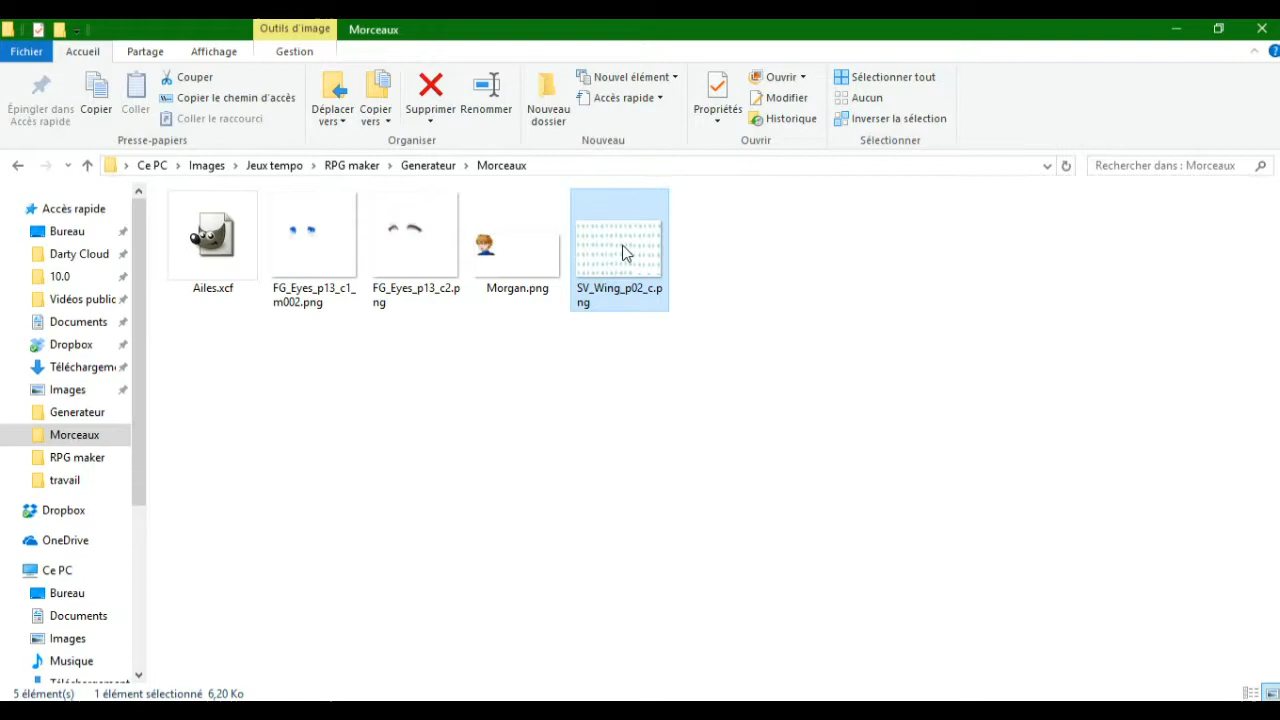 Outils d'image Morceaux
Fichier Accueil Partage Affichage Gestion
Épingler dans Accès rapide
Copier
Coller
Couper
Copier le chemin d'accès
Coller le raccourci
Presse-papiers
Déplacer vers
Copier vers
Supprimer
Renommer
Organiser
Nouveau dossier
Nouvel élément
Accès rapide
Nouveau
Propriétés
Ouvrir
Modifier
Historique
Ouvrir
Sélectionner tout
Aucun
Inverser la sélection
Sélectionner
Ce PC Images Jeux tempo RPG maker Generateur Morceaux
Rechercher dans : Morceaux
Accès rapide
Bureau
Darty Cloud
10.0
Vidéos public
Documents
Dropbox
Téléchargem
Images
Generateur
Morceaux
RPG maker
travail
Dropbox
OneDrive
Ce PC
Bureau
Documents
Images
Musique
Ailes.xcf
FG_Eyes_p13_c1_
m002.png
FG_Eyes_p13_c2.p
ng
Morgan.png
SV_Wing_p02_c.p
ng
5 élément(s) 1 élément sélectionné 6,20 Ko